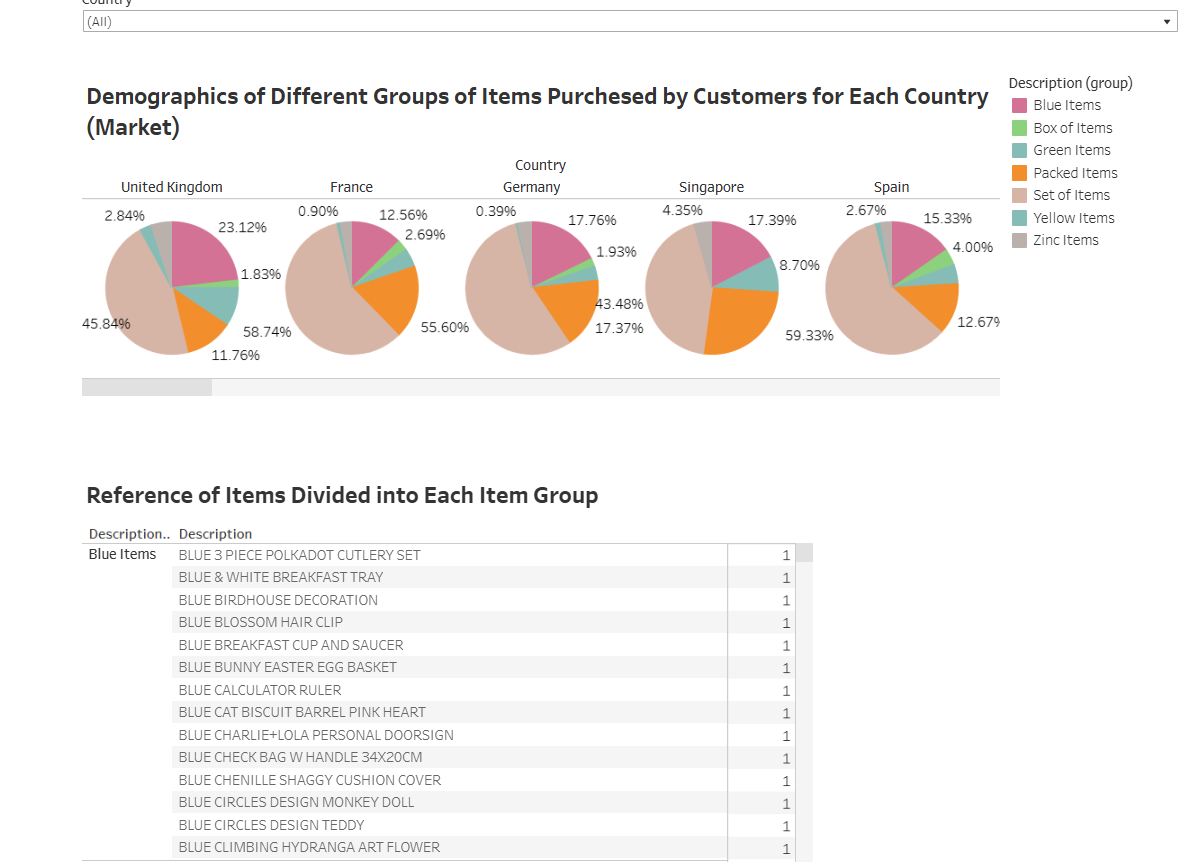 Country
(All)
Demographics of Different Groups of Items Purchesed by Customers for Each Country
(Market)
Description (group)
Blue Items
Box of Items
Green Items
Packed Items
Set of Items
Yellow Items
Zinc Items
Country
United Kingdom France Germany Singapore Spain
2.84% 23.12% 0.90% 12.56% 0.39% 17.76% 4.35% 17.39% 2.67% 15.33%
1.83% 2.69% 1.93% 8.70% 4.00%
45.84% 58.74% 55.60% 43.48% 59.33% 12.67%
11.76% 17.37%
Reference of Items Divided into Each Item Group
Description.. Description
Blue Items BLUE 3 PIECE POLKADOT CUTLERY SET 1
BLUE & WHITE BREAKFAST TRAY 1
BLUE BIRDHOUSE DECORATION 1
BLUE BLOSSOM HAIR CLIP 1
BLUE BREAKFAST CUP AND SAUCER 1
BLUE BUNNY EASTER EGG BASKET 1
BLUE CALCULATOR RULER 1
BLUE CAT BISCUIT BARREL PINK HEART 1
BLUE CHARLIE+LOLA PERSONAL DOORSIGN 1
BLUE CHECK BAG W HANDLE 34X20CM 1
BLUE CHENILLE SHAGGY CUSHION COVER 1
BLUE CIRCLES DESIGN MONKEY DOLL 1
BLUE CIRCLES DESIGN TEDDY 1
BLUE CLIMBING HYDRANGA ART FLOWER 1